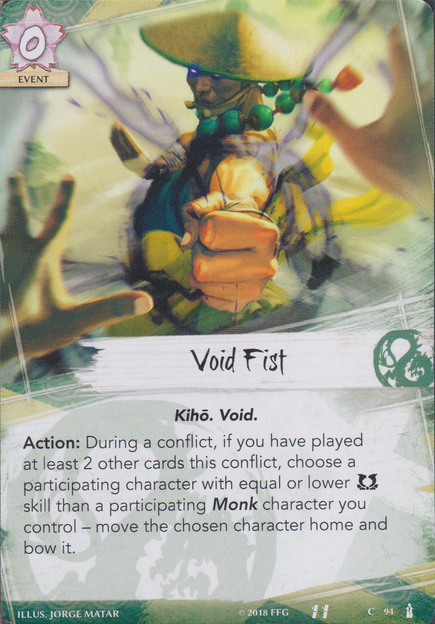 0
EVENT
Void Fist
Kihō. Void.
Action: During a conflict, if you have played
at least 2 other cards this conflict, choose a
participating character with equal or lower
skill than a participating Monk character you
control – move the chosen character home and
bow it.
ILLUS. JORGE MATAR © 2018 FFG C 94